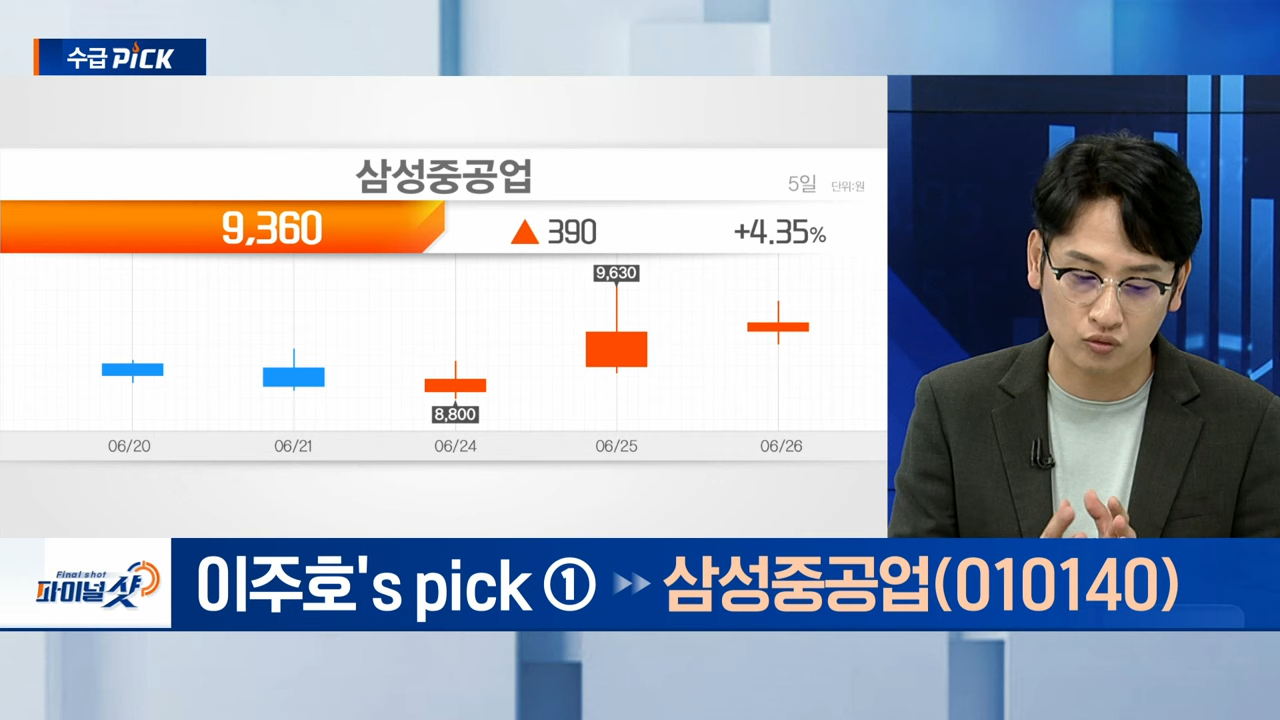 수급 PiCK
삼성중공업
5일 단위:원
9,360 ▲ 390 +4.35%
9,630
8,800
06/20 06/21 06/24 06/25 06/26
Final shot
파이널샷
이주호's pick ① 삼성중공업(010140)